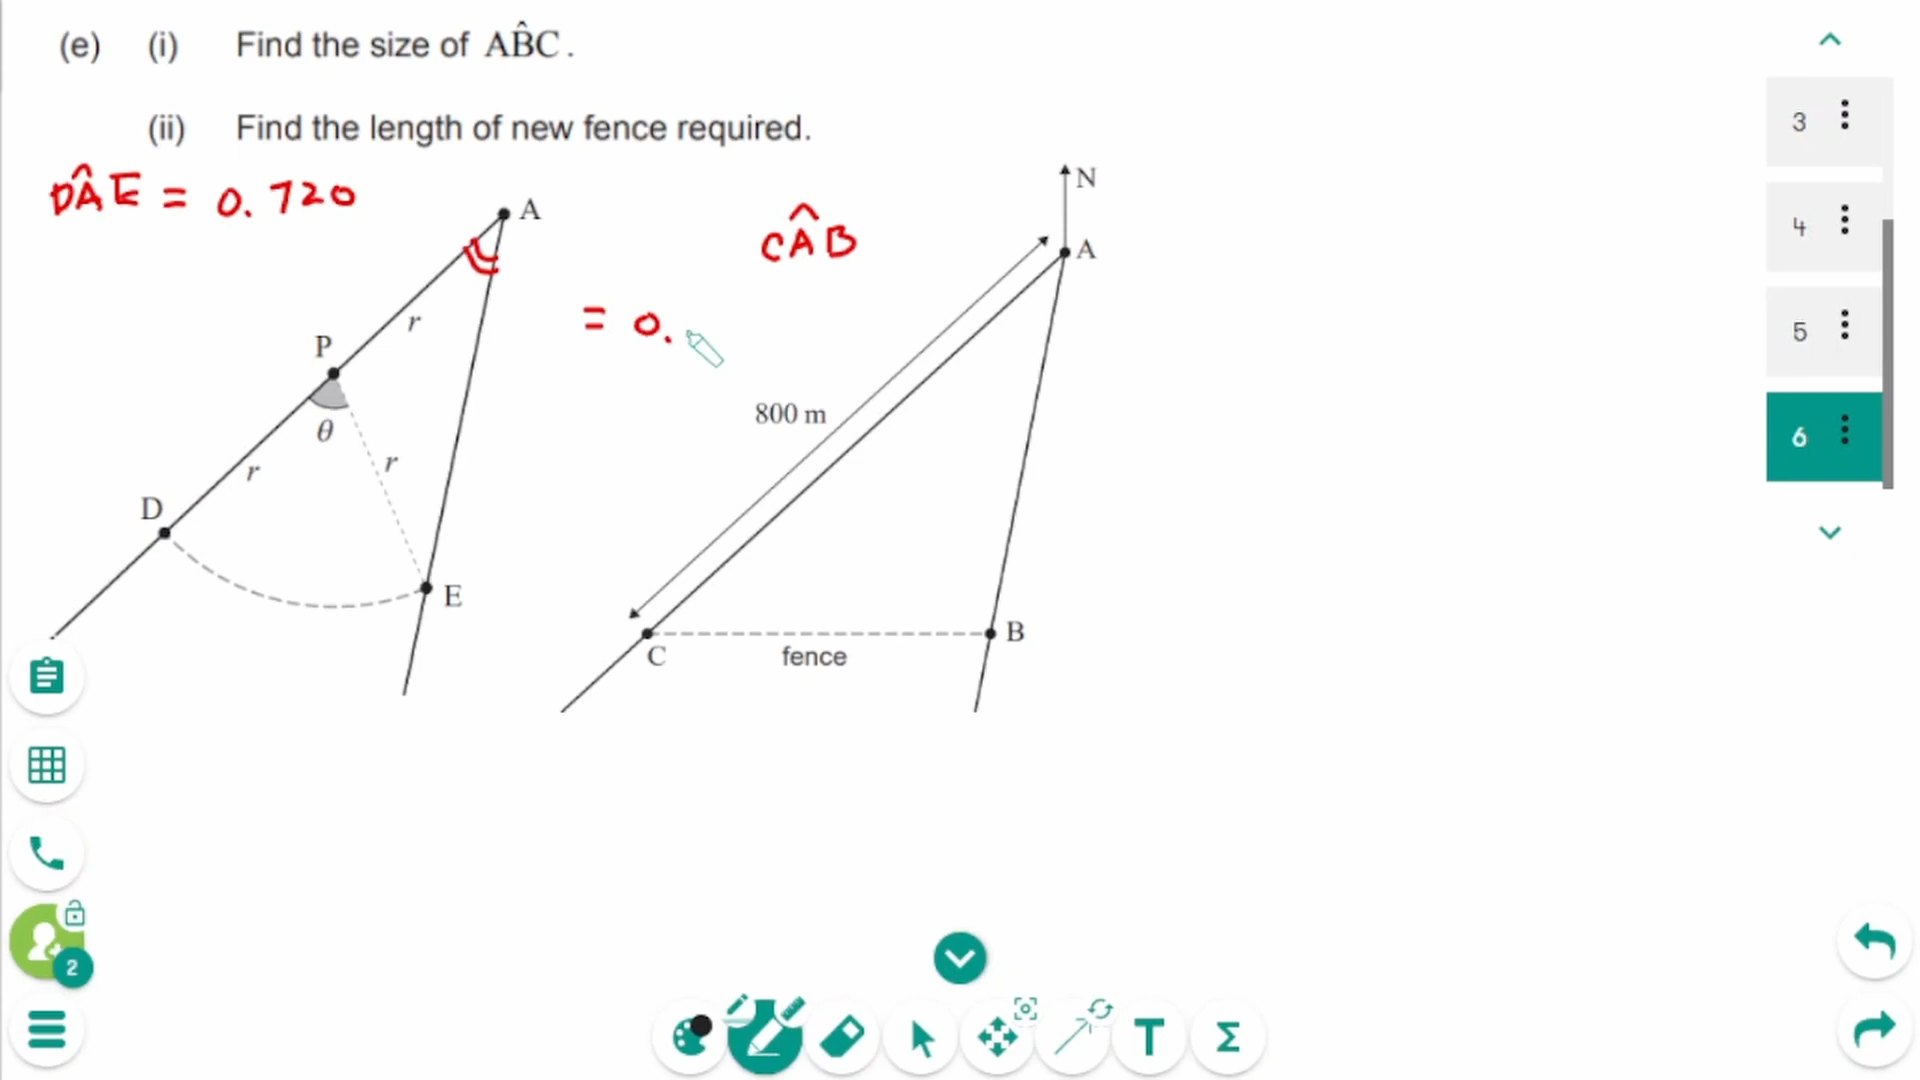 (e) (i) Find the size of AB̂C.
(ii) Find the length of new fence required.
DÂE = 0.720
A
r
P
θ
r
r
D
E
N
CÂB
A
= 0.
800 m
C
fence
B
3
4
5
6
2
T
Σ